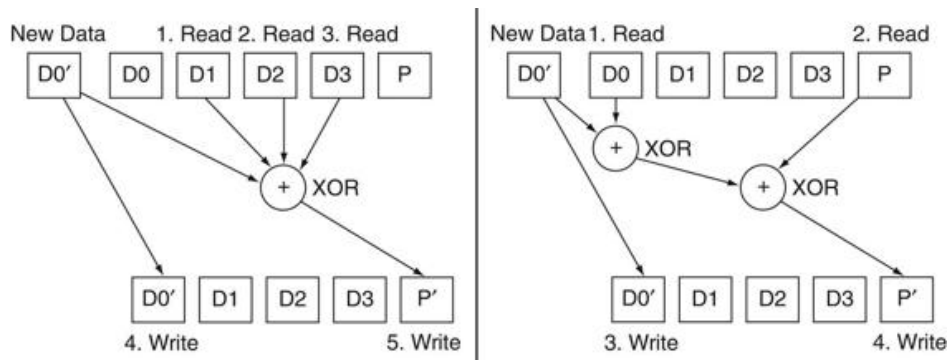 New Data 1. Read 2. Read 3. Read
D0′ D0 D1 D2 D3 P
+ XOR
D0′ D1 D2 D3 P′
4. Write 5. Write
New Data 1. Read 2. Read
D0′ D0 D1 D2 D3 P
+ XOR
+ XOR
D0′ D1 D2 D3 P′
3. Write 4. Write